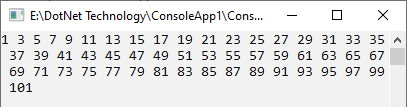 E:\DotNet Technology\ConsoleApp1\Cons...
1 3 5 7 9 11 13 15 17 19 21 23 25 27 29 31 33 35
37 39 41 43 45 47 49 51 53 55 57 59 61 63 65 67
69 71 73 75 77 79 81 83 85 87 89 91 93 95 97 99
101